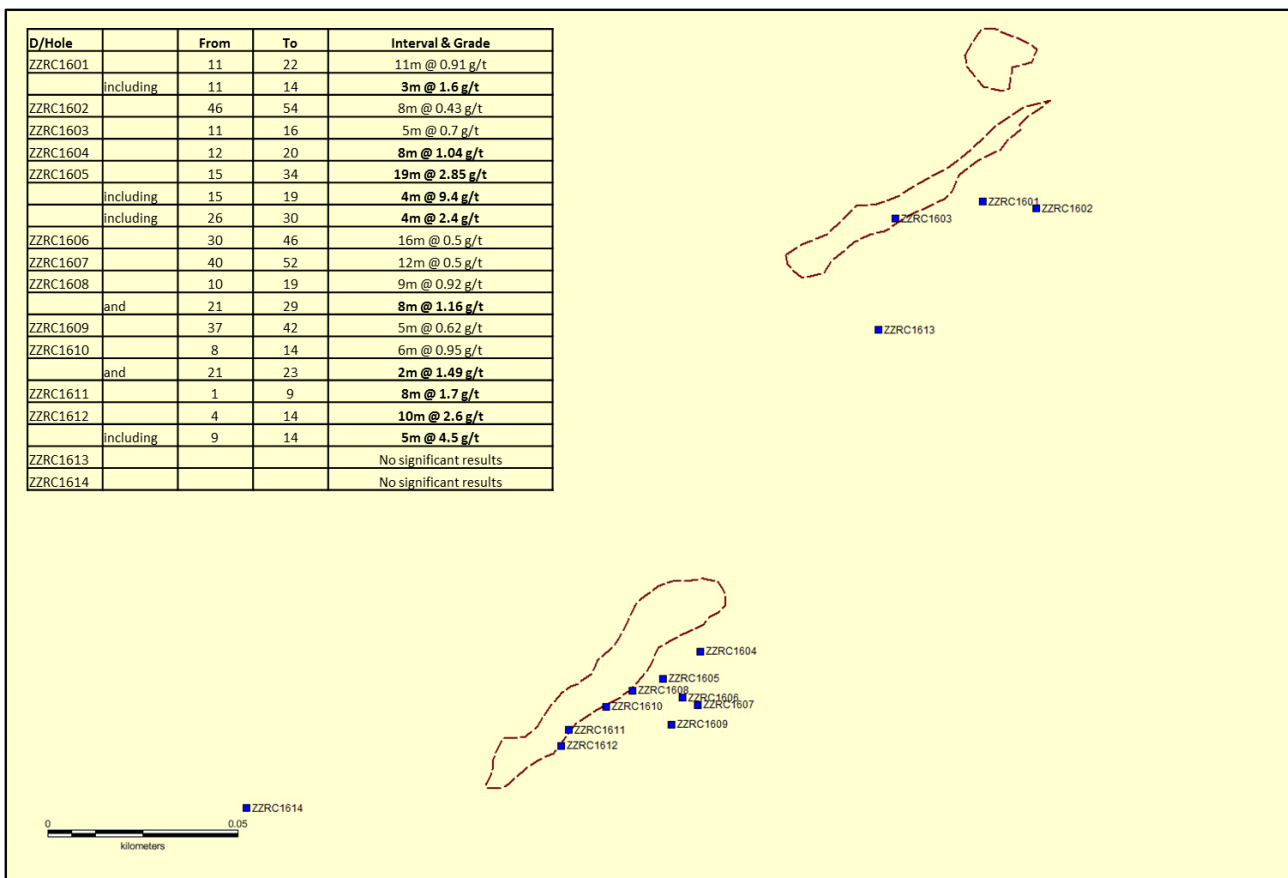 D/Hole From To Interval & Grade
ZZRC1601 11 22 11m @ 0.91 g/t
including 11 14 3m @ 1.6 g/t
ZZRC1602 46 54 8m @ 0.43 g/t
ZZRC1603 11 16 5m @ 0.7 g/t
ZZRC1604 12 20 8m @ 1.04 g/t
ZZRC1605 15 34 19m @ 2.85 g/t
including 15 19 4m @ 9.4 g/t
including 26 30 4m @ 2.4 g/t
ZZRC1606 30 46 16m @ 0.5 g/t
ZZRC1607 40 52 12m @ 0.5 g/t
ZZRC1608 10 19 9m @ 0.92 g/t
and 21 29 8m @ 1.16 g/t
ZZRC1609 37 42 5m @ 0.62 g/t
ZZRC1610 8 14 6m @ 0.95 g/t
and 21 23 2m @ 1.49 g/t
ZZRC1611 1 9 8m @ 1.7 g/t
ZZRC1612 4 14 10m @ 2.6 g/t
including 9 14 5m @ 4.5 g/t
ZZRC1613 No significant results
ZZRC1614 No significant results
ZZRC1601
ZZRC1602
ZZRC1603
ZZRC1613
ZZRC1604
ZZRC1605
ZZRC1608
ZZRC1606
ZZRC1607
ZZRC1610
ZZRC1609
ZZRC1611
ZZRC1612
ZZRC1614
0 0.05
kilometers